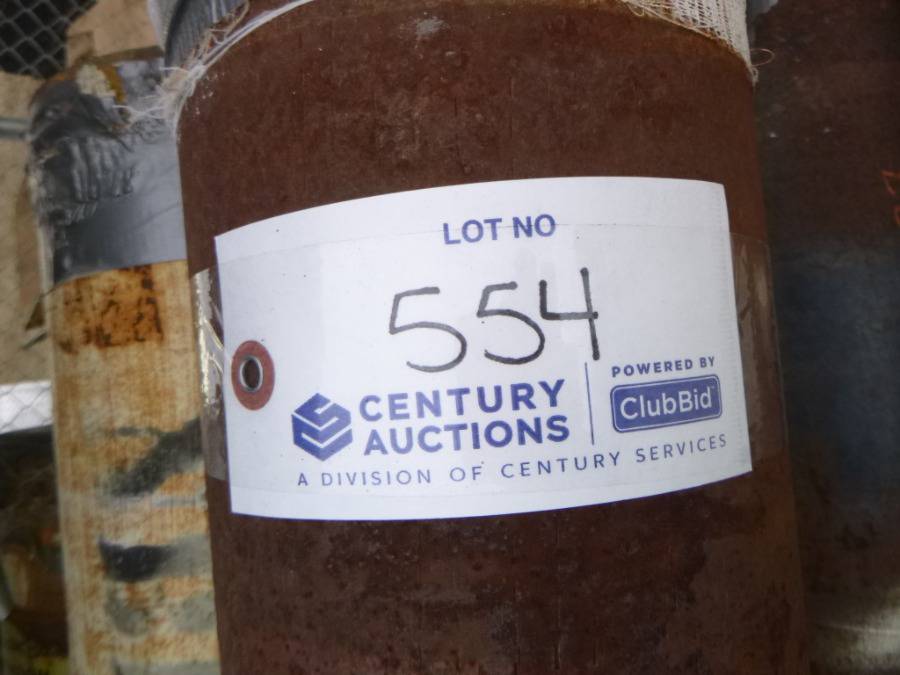 LOT NO
554
CENTURY
AUCTIONS
POWERED BY
ClubBid
A DIVISION OF CENTURY SERVICES